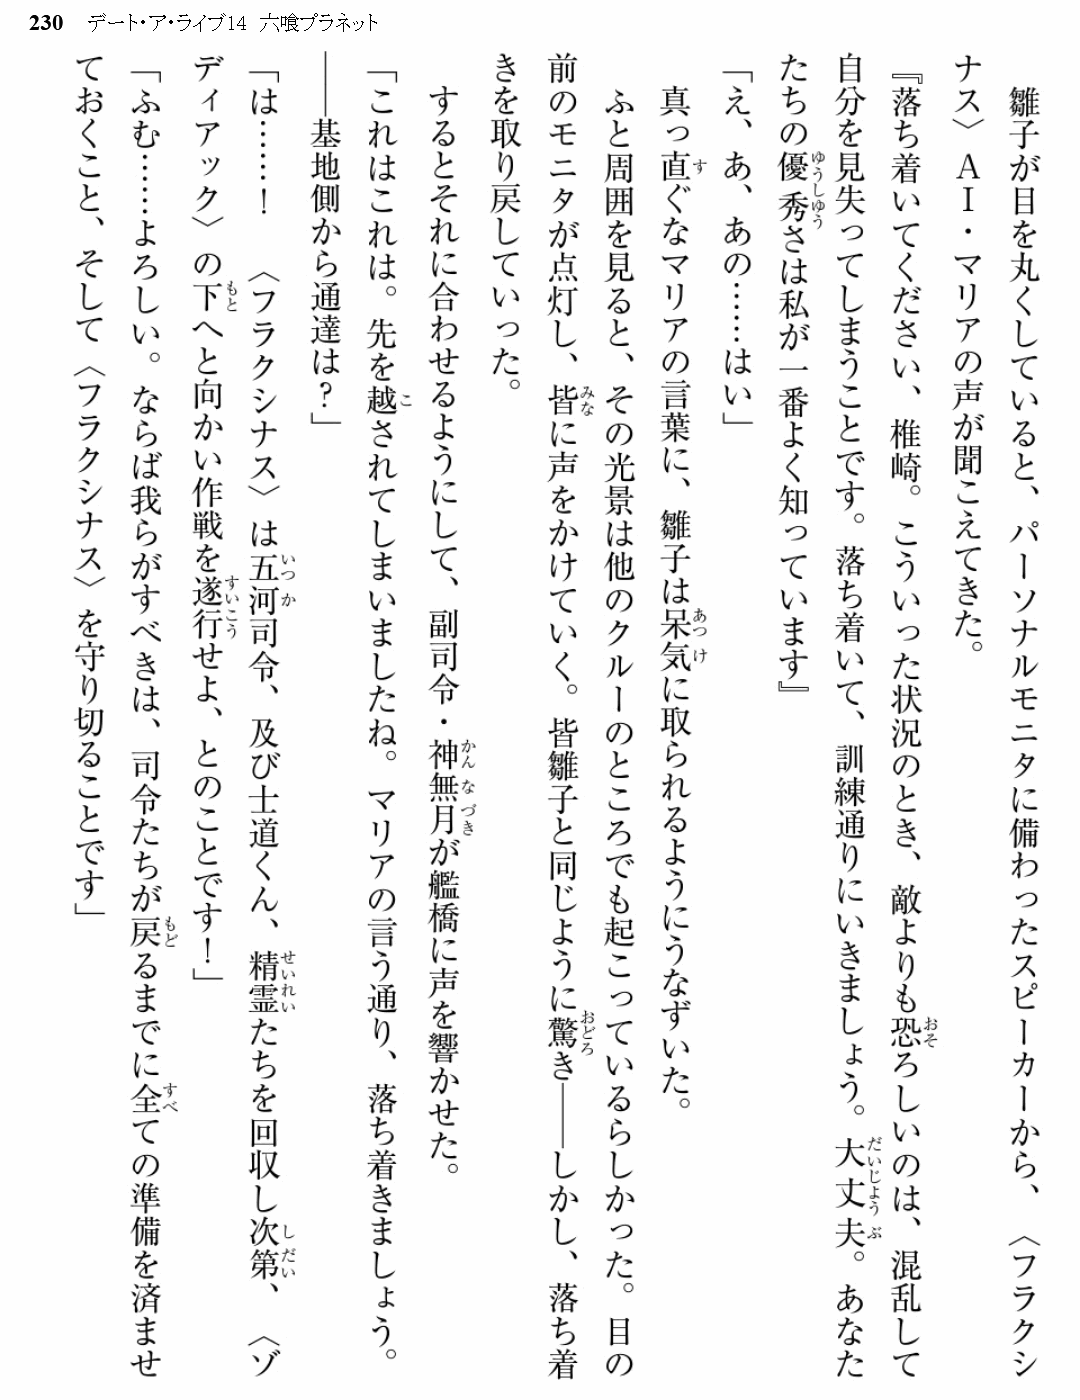 230 デート・ア・ライブ14 六喰プラネット
　雛子が目を丸くしていると、パーソナルモニタに備わったスピーカーから、〈フラクシ
ナス〉ＡＩ・マリアの声が聞こえてきた。
『落ち着いてください、椎崎。こういった状況のとき、敵よりも恐ろしいのは、混乱して
自分を見失ってしまうことです。落ち着いて、訓練通りにいきましょう。大丈夫。あなた
たちの優秀さは私が一番よく知っています』
「え、あ、あの……はい」
　真っ直ぐなマリアの言葉に、雛子は呆気に取られるようにうなずいた。
　ふと周囲を見ると、その光景は他のクルーのところでも起こっているらしかった。目の
前のモニタが点灯し、皆に声をかけていく。皆雛子と同じように驚き――しかし、落ち着
きを取り戻していった。
　するとそれに合わせるようにして、副司令・神無月が艦橋に声を響かせた。
「これはこれは。先を越されてしまいましたね。マリアの言う通り、落ち着きましょう。
――基地側から通達は？」
「は……！　〈フラクシナス〉は五河司令、及び士道くん、精霊たちを回収し次第、〈ゾ
ディアック〉の下へと向かい作戦を遂行せよ、とのことです！」
「ふむ……よろしい。ならば我らがすべきは、司令たちが戻るまでに全ての準備を済ませ
ておくこと、そして〈フラクシナス〉を守り切ることです」